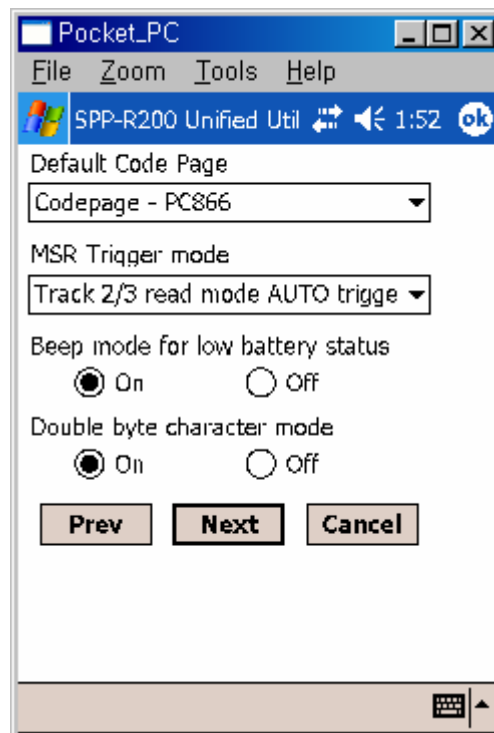 Pocket_PC
File Zoom Tools Help
SPP-R200 Unified Util 1:52 ok
Default Code Page
Codepage - PC866
MSR Trigger mode
Track 2/3 read mode AUTO trigge
Beep mode for low battery status
On Off
Double byte character mode
On Off
Prev Next Cancel